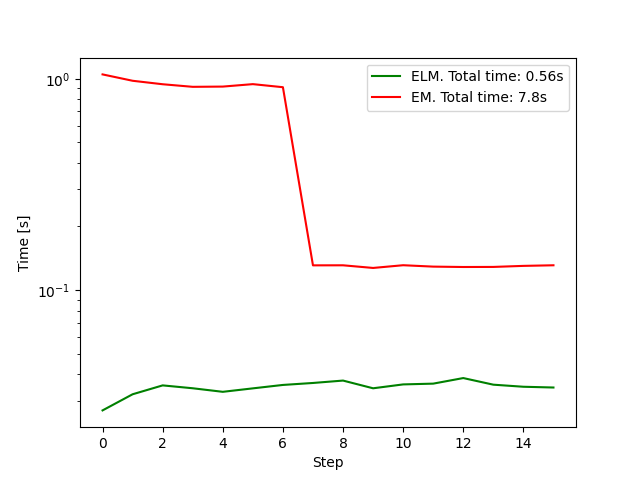 ELM. Total time: 0.56s
EM. Total time: 7.8s
10⁰
10⁻¹
Time [s]
0 2 4 6 8 10 12 14
Step